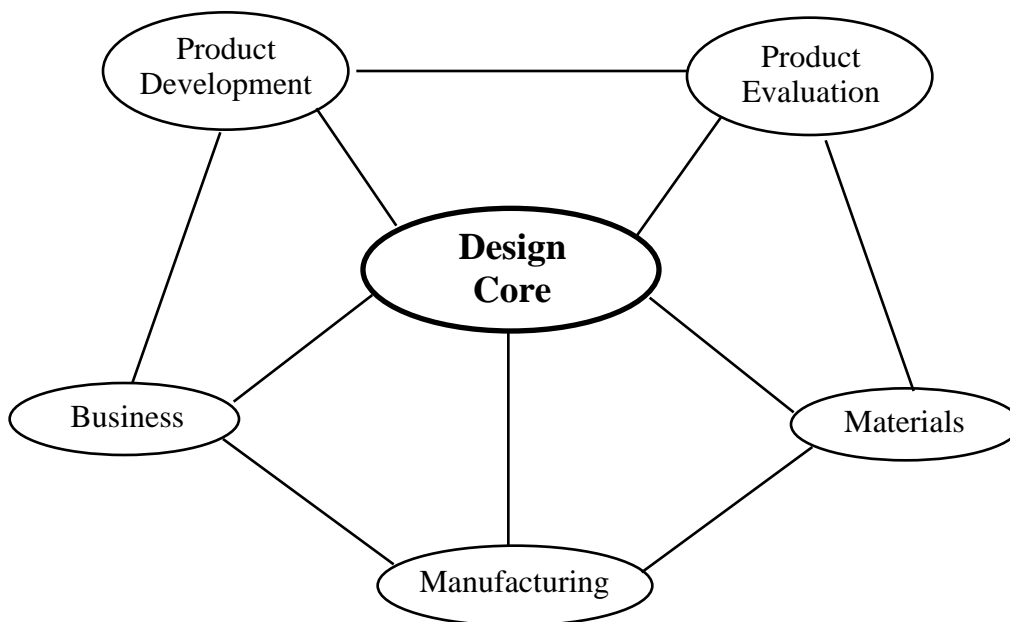 Product
Development
Product
Evaluation
Design
Core
Business
Materials
Manufacturing